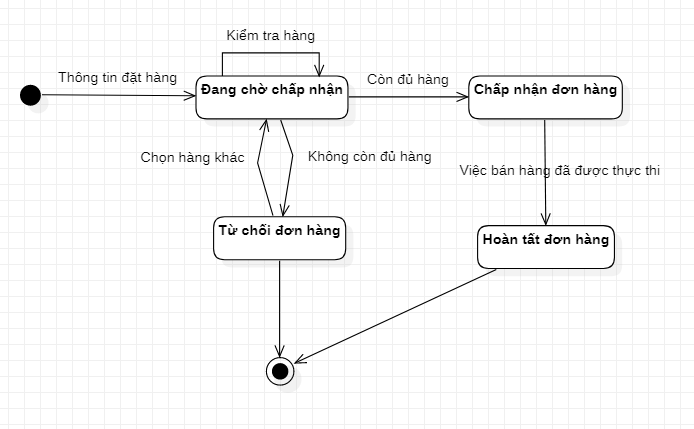 Kiểm tra hàng
Thông tin đặt hàng
Đang chờ chấp nhận
Còn đủ hàng
Chấp nhận đơn hàng
Chọn hàng khác
Không còn đủ hàng
Việc bán hàng đã được thực thi
Từ chối đơn hàng
Hoàn tất đơn hàng